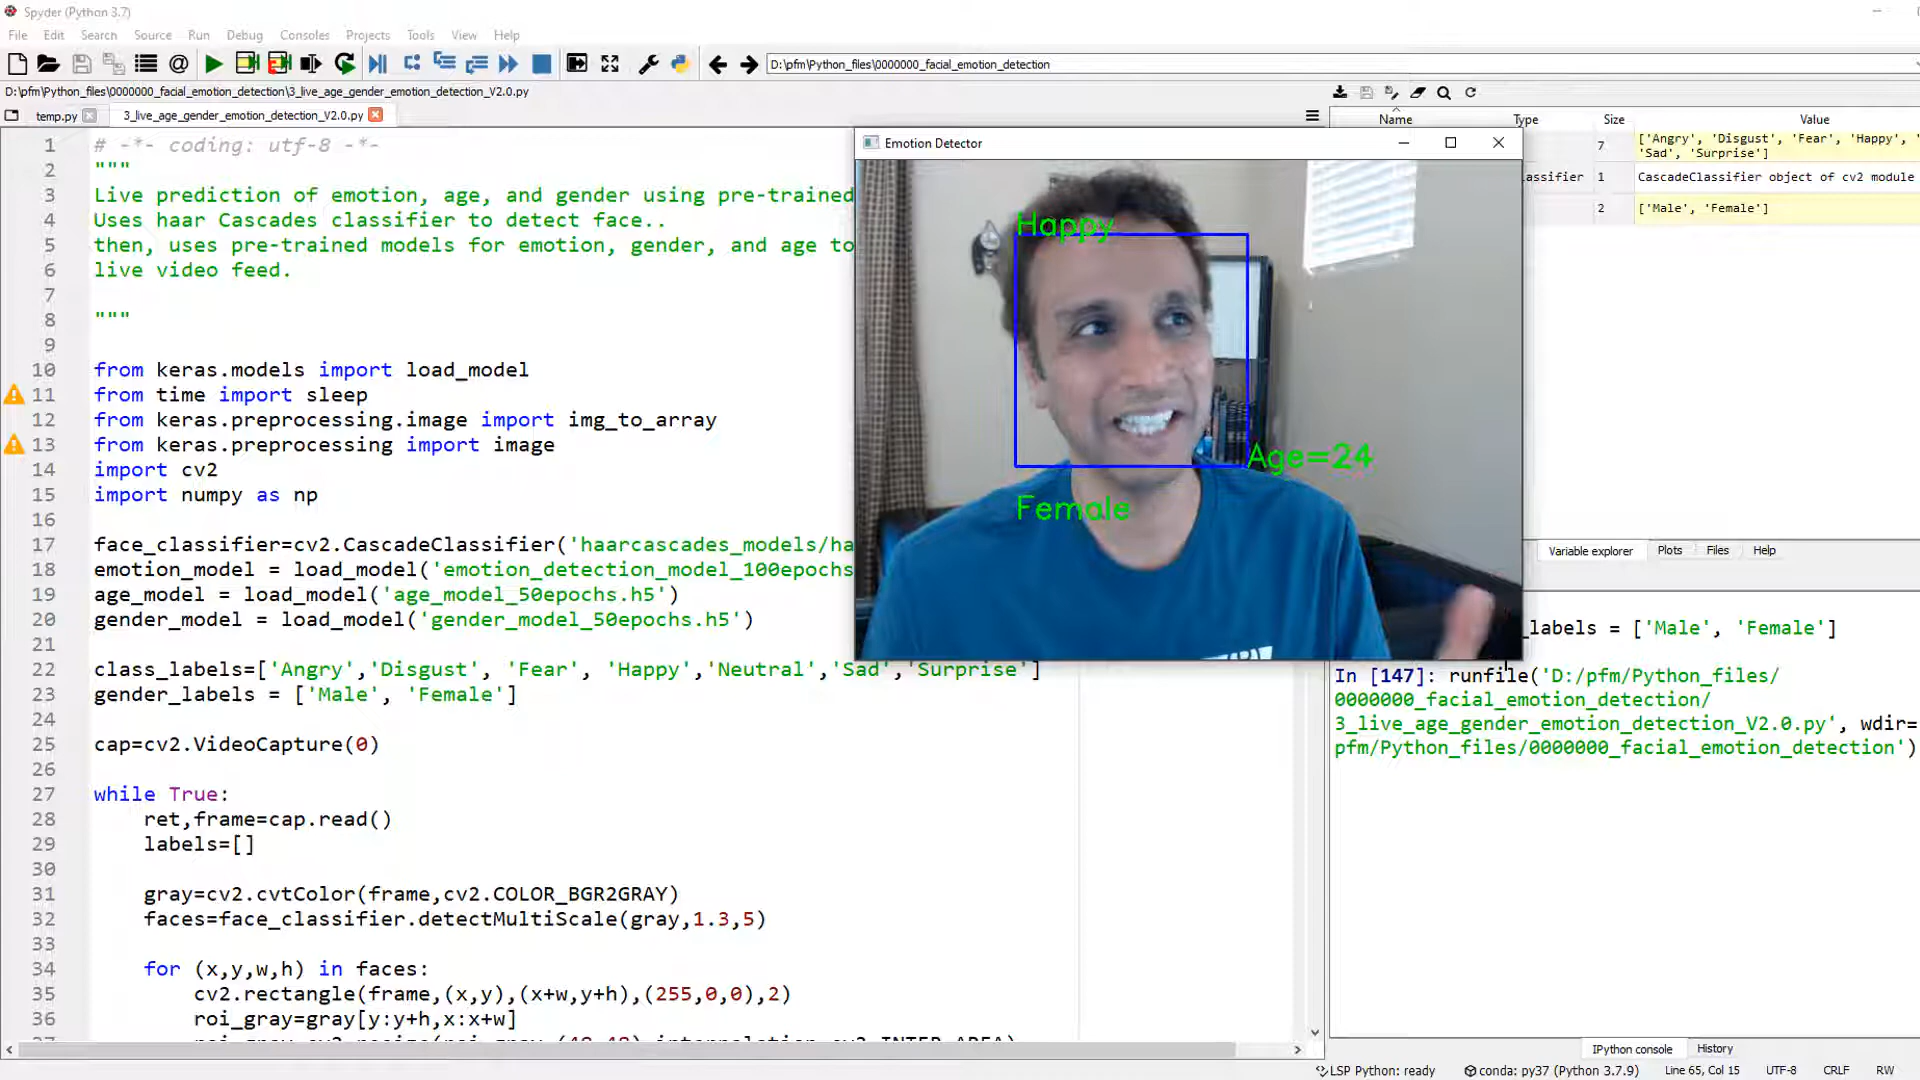 Spyder (Python 3.7)
File Edit Search Source Run Debug Consoles Projects Tools View Help
D:\pfm\Python_files\0000000_facial_emotion_detection
D:\pfm\Python_files\0000000_facial_emotion_detection\3_live_age_gender_emotion_detection_V2.0.py
temp.py 3_live_age_gender_emotion_detection_V2.0.py
1 # -*- coding: utf-8 -*-
2 """
3 Live prediction of emotion, age, and gender using pre-trained
4 Uses haar Cascades classifier to detect face..
5 then, uses pre-trained models for emotion, gender, and age to
6 live video feed.
7
8 """
9
10 from keras.models import load_model
11 from time import sleep
12 from keras.preprocessing.image import img_to_array
13 from keras.preprocessing import image
14 import cv2
15 import numpy as np
16
17 face_classifier=cv2.CascadeClassifier('haarcascades_models/ha
18 emotion_model = load_model('emotion_detection_model_100epochs
19 age_model = load_model('age_model_50epochs.h5')
20 gender_model = load_model('gender_model_50epochs.h5')
21
22 class_labels=['Angry','Disgust', 'Fear', 'Happy','Neutral','Sad','Surprise']
23 gender_labels = ['Male', 'Female']
24
25 cap=cv2.VideoCapture(0)
26
27 while True:
28 ret,frame=cap.read()
29 labels=[]
30
31 gray=cv2.cvtColor(frame,cv2.COLOR_BGR2GRAY)
32 faces=face_classifier.detectMultiScale(gray,1.3,5)
33
34 for (x,y,w,h) in faces:
35 cv2.rectangle(frame,(x,y),(x+w,y+h),(255,0,0),2)
36 roi_gray=gray[y:y+h,x:x+w]
Emotion Detector
Happy
Age=24
Female
Name Type Size Value
7 ['Angry', 'Disgust', 'Fear', 'Happy', '
'Sad', 'Surprise']
lassifier 1 CascadeClassifier object of cv2 module
2 ['Male', 'Female']
Variable explorer Plots Files Help
_labels = ['Male', 'Female']
In [147]: runfile('D:/pfm/Python_files/
0000000_facial_emotion_detection/
3_live_age_gender_emotion_detection_V2.0.py', wdir=
pfm/Python_files/0000000_facial_emotion_detection')
IPython console History
LSP Python: ready conda: py37 (Python 3.7.9) Line 65, Col 15 UTF-8 CRLF RW